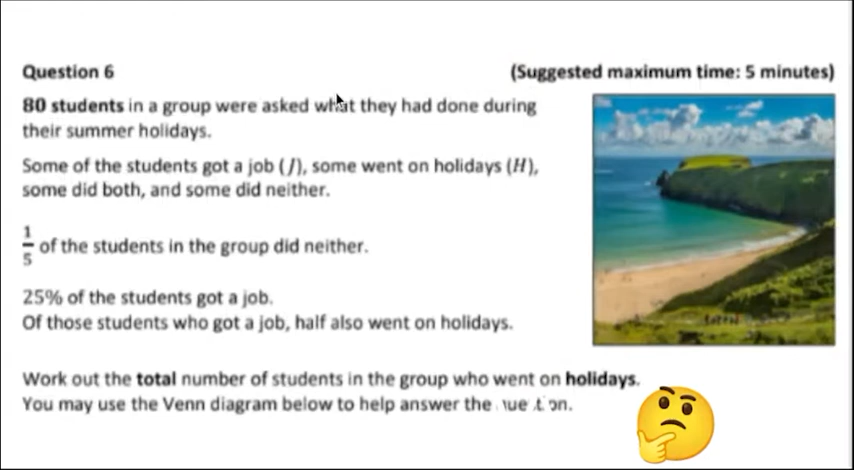 Question 6
(Suggested maximum time: 5 minutes)
80 students in a group were asked what they had done during
their summer holidays.
Some of the students got a job (J), some went on holidays (H),
some did both, and some did neither.
1/5 of the students in the group did neither.
25% of the students got a job.
Of those students who got a job, half also went on holidays.
Work out the total number of students in the group who went on holidays.
You may use the Venn diagram below to help answer the